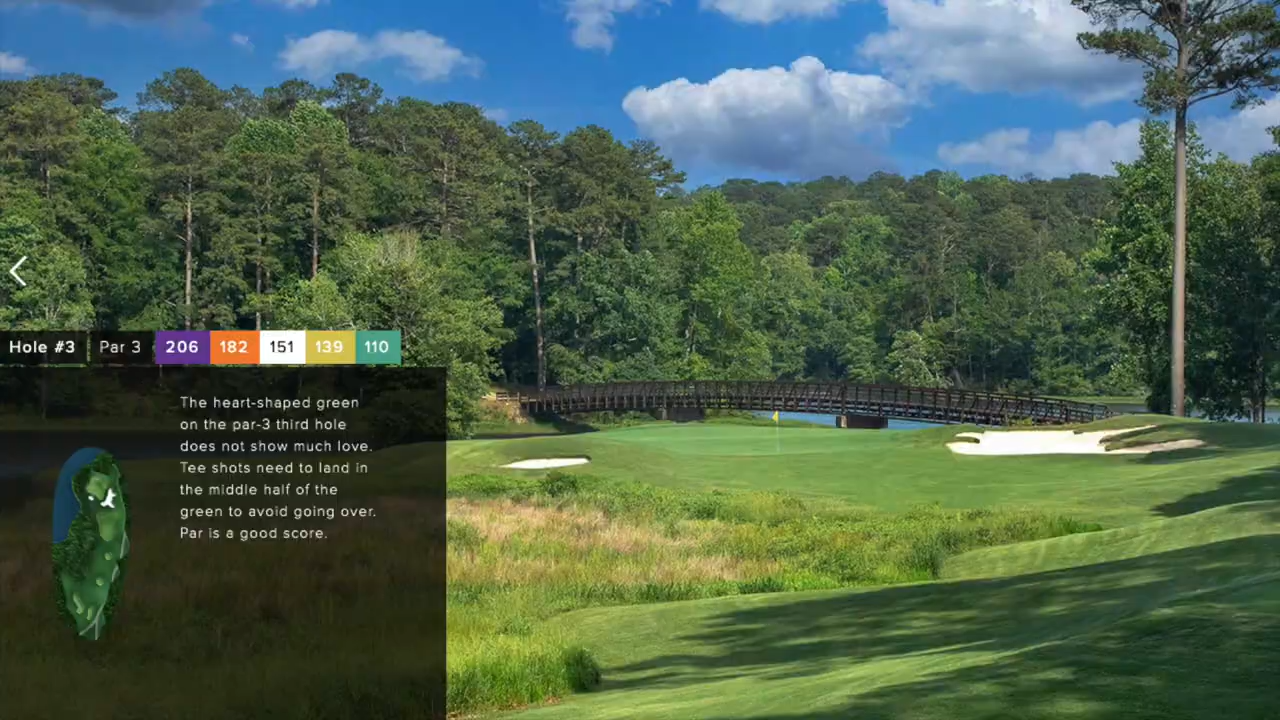 Hole #3 Par 3 206 182 151 139 110
The heart-shaped green
on the par-3 third hole
does not show much love.
Tee shots need to land in
the middle half of the
green to avoid going over.
Par is a good score.